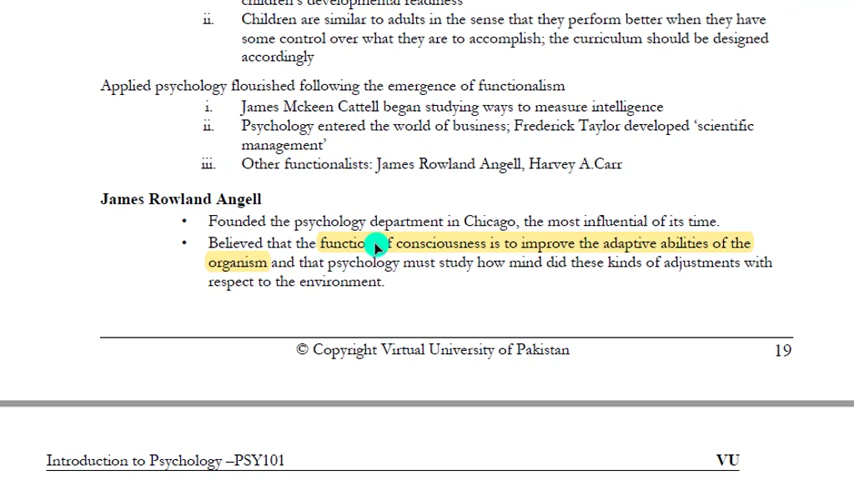 ii. Children are similar to adults in the sense that they perform better when they have
some control over what they are to accomplish; the curriculum should be designed
accordingly
Applied psychology flourished following the emergence of functionalism
i. James Mckeen Cattell began studying ways to measure intelligence
ii. Psychology entered the world of business; Frederick Taylor developed ‘scientific
management’
iii. Other functionalists: James Rowland Angell, Harvey A.Carr
James Rowland Angell
• Founded the psychology department in Chicago, the most influential of its time.
• Believed that the consciousness is to improve the adaptive abilities of the
organism and that psychology must study how mind did these kinds of adjustments with
respect to the environment.
© Copyright Virtual University of Pakistan 19
Introduction to Psychology –PSY101 VU